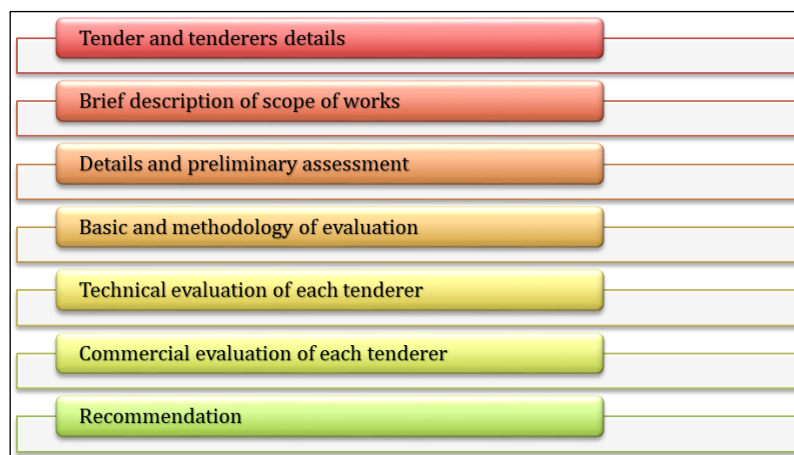 Tender and tenderers details
Brief description of scope of works
Details and preliminary assessment
Basic and methodology of evaluation
Technical evaluation of each tenderer
Commercial evaluation of each tenderer
Recommendation